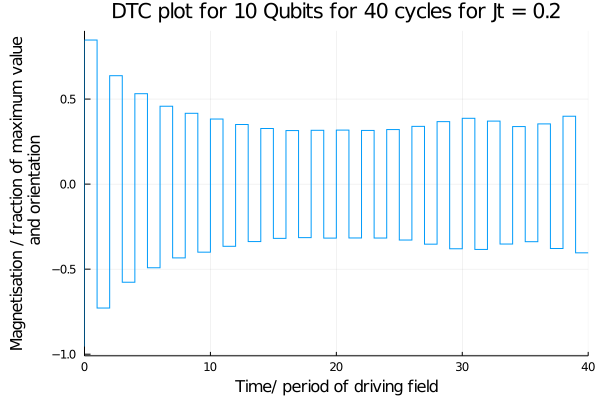 DTC plot for 10 Qubits for 40 cycles for Jt = 0.2
Magnetisation / fraction of maximum value
and orientation
0.5
0.0
−0.5
−1.0
0 10 20 30 40
Time/ period of driving field